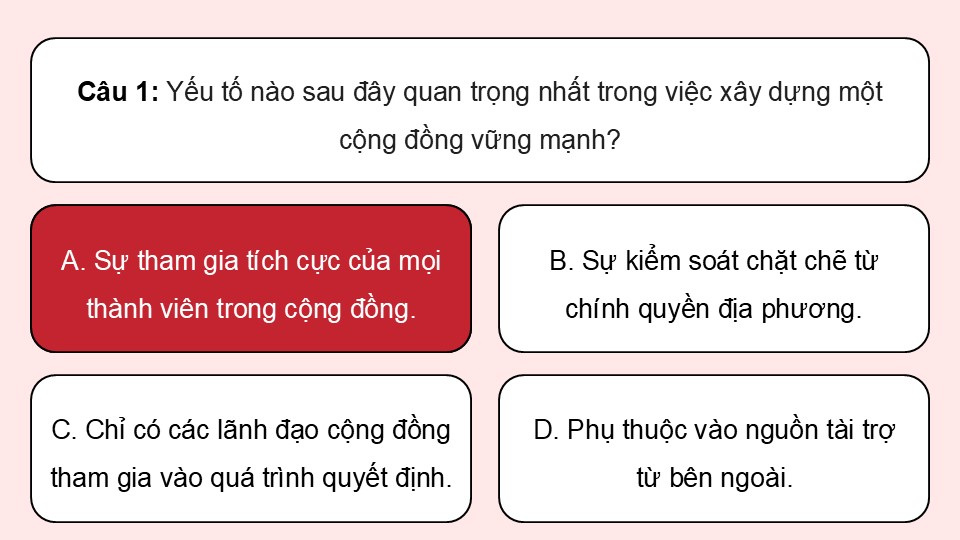 Câu 1: Yếu tố nào sau đây quan trọng nhất trong việc xây dựng một
cộng đồng vững mạnh?
A. Sự tham gia tích cực của mọi
thành viên trong cộng đồng.
B. Sự kiểm soát chặt chẽ từ
chính quyền địa phương.
C. Chỉ có các lãnh đạo cộng đồng
tham gia vào quá trình quyết định.
D. Phụ thuộc vào nguồn tài trợ
từ bên ngoài.